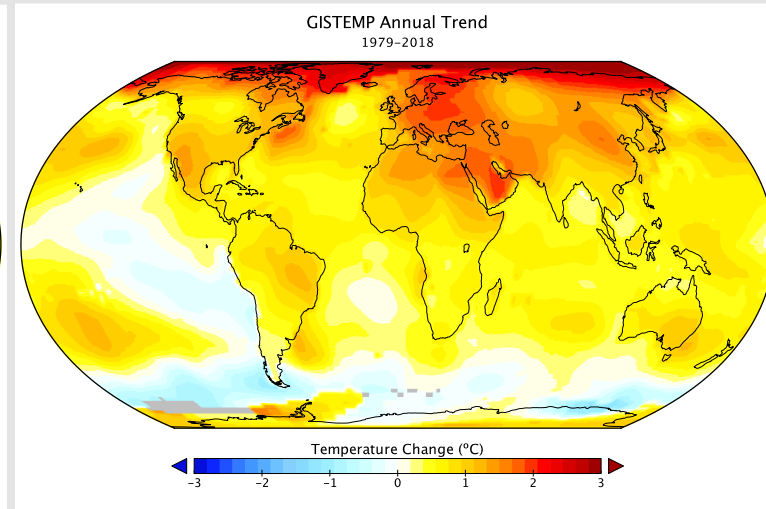 GISTEMP Annual Trend
1979–2018
Temperature Change (ºC)
−3 −2 −1 0 1 2 3